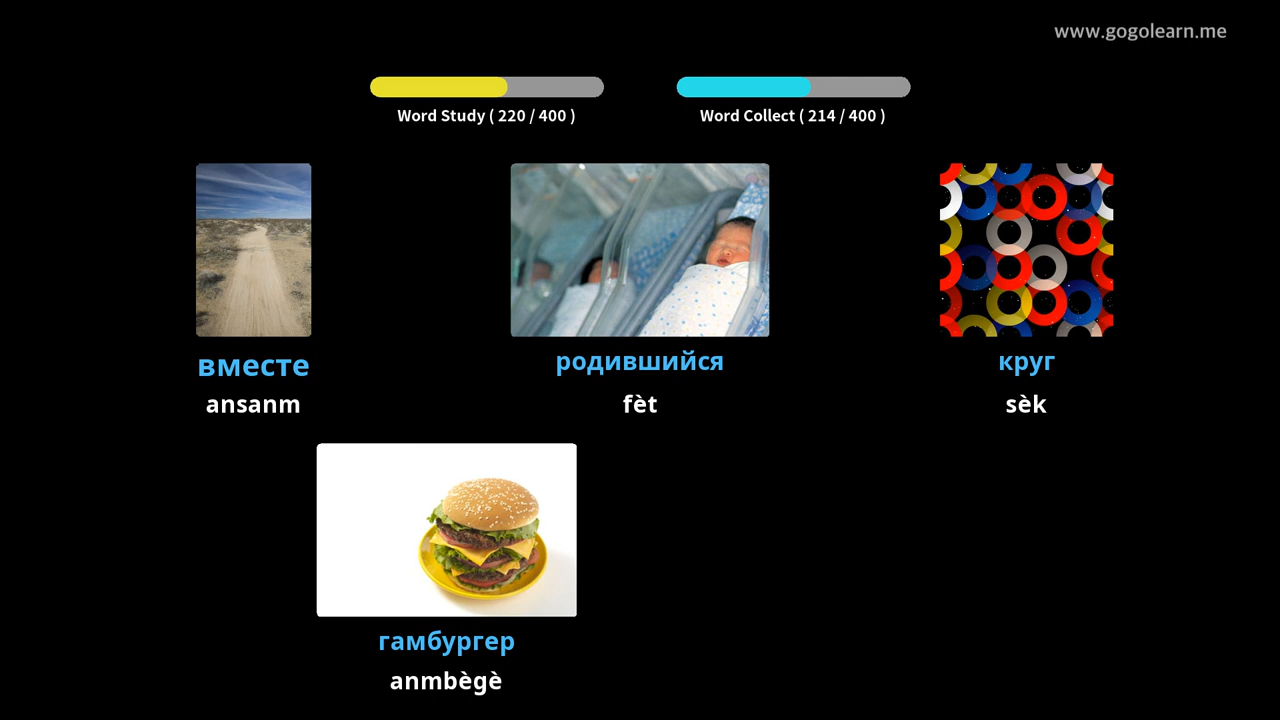 www.gogolearn.me
Word Study ( 220 / 400 )
Word Collect ( 214 / 400 )
вместе
ansanm
родившийся
fèt
круг
sèk
гамбургер
anmbègè